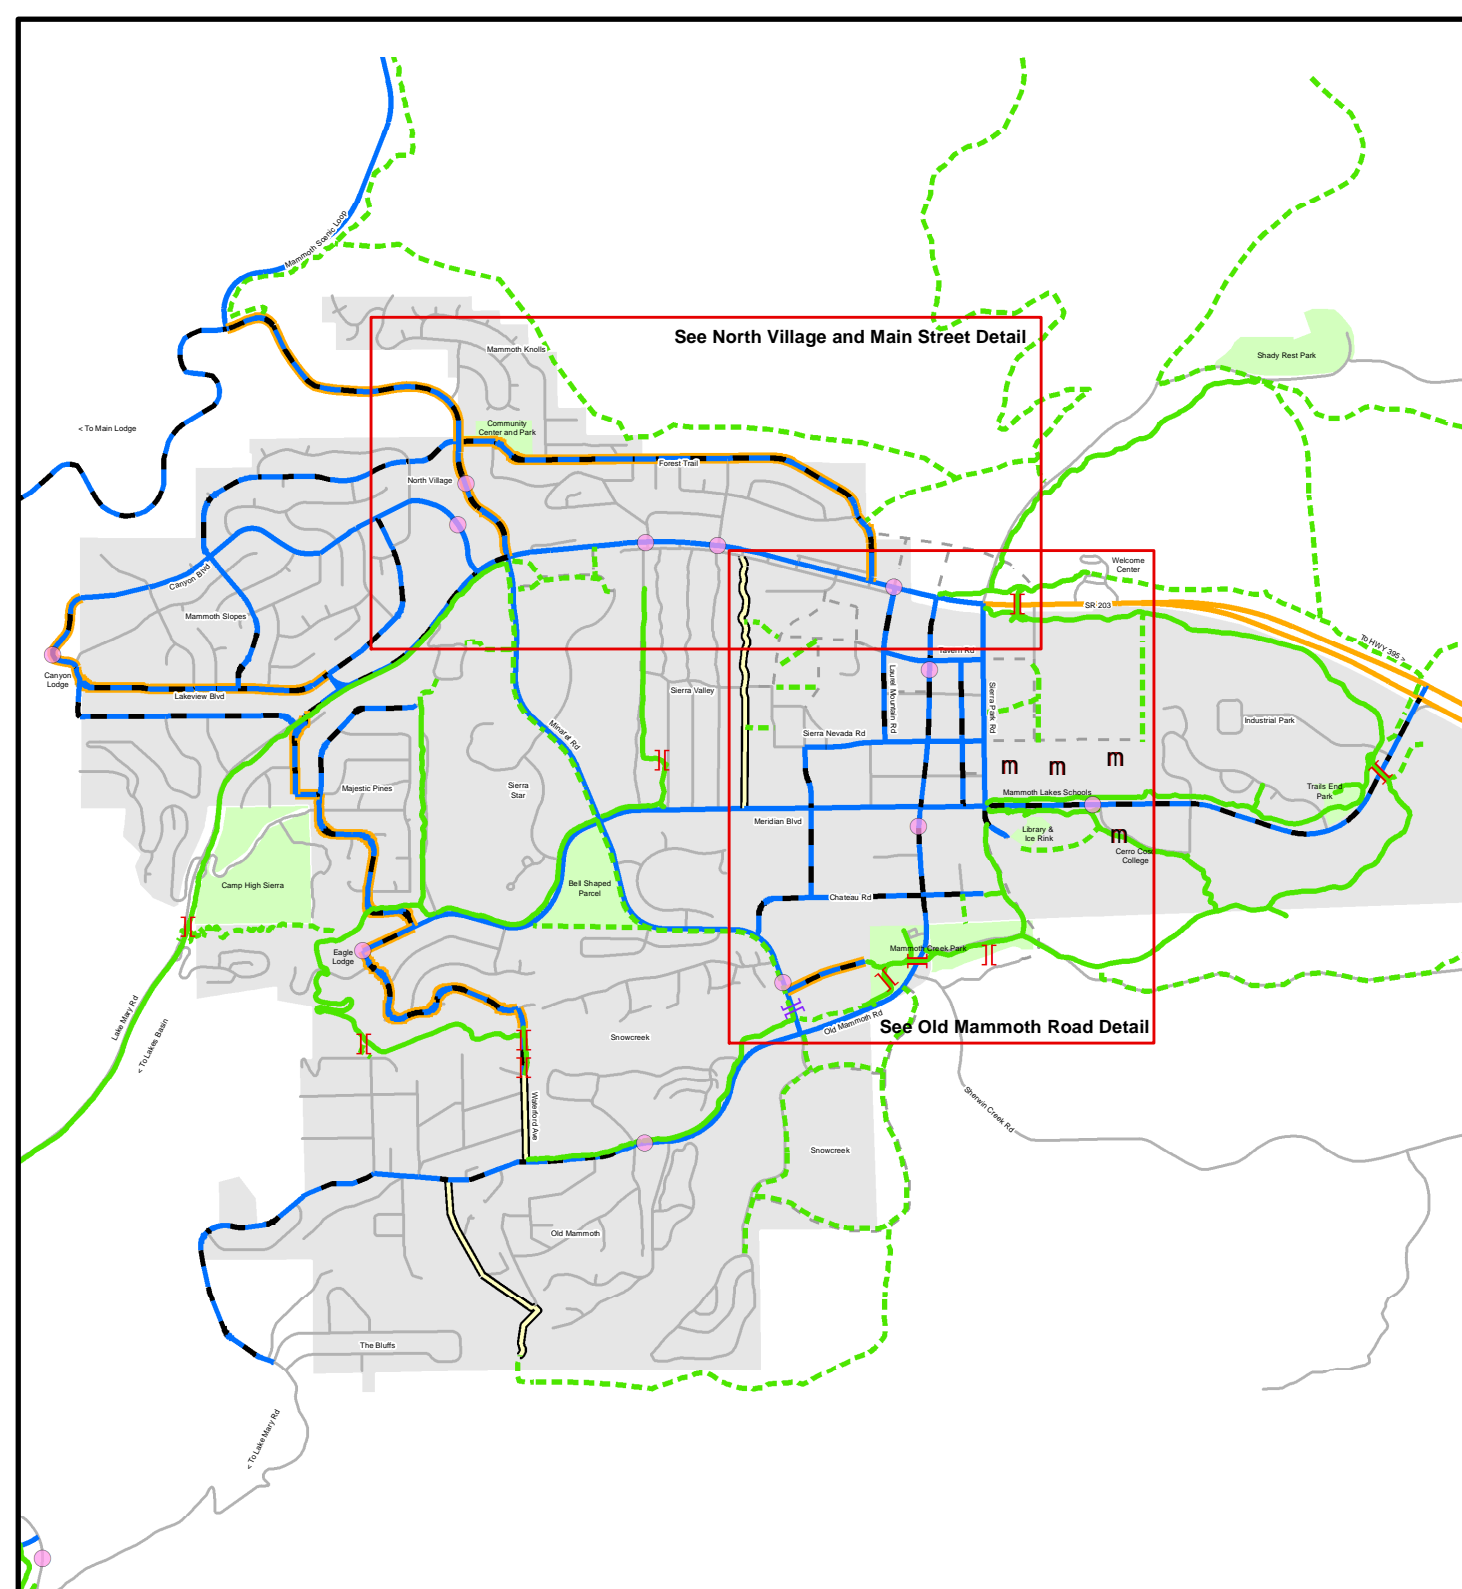 Mammoth Scenic Loop
See North Village and Main Street Detail
Mammoth Knolls
Shady Rest Park
< To Main Lodge
Community
Center and Park
Forest Trail
North Village
Canyon Blvd
Welcome
Center
Mammoth Slopes
SR 203
To HWY 395 >
Canyon
Lodge
Tavern Rd
Lakeview Blvd
Sierra Valley
Laurel Mountain Rd
Sierra Park Rd
Industrial Park
Minaret Rd
Sierra Nevada Rd
m
m
m
Majestic Pines
Sierra
Star
Mammoth Lakes Schools
Trails End
Park
Meridian Blvd
Library &
Ice Rink
m
Cerro Coso
College
Camp High Sierra
Bell Shaped
Parcel
Chateau Rd
Eagle
Lodge
Mammoth Creek Park
Lake Mary Rd
< To Lakes Basin
Snowcreek
Old Mammoth Rd
See Old Mammoth Road Detail
Waterford Ave
Sherwin Creek Rd
Snowcreek
Old Mammoth
The Bluffs
< To Lake Mary Rd